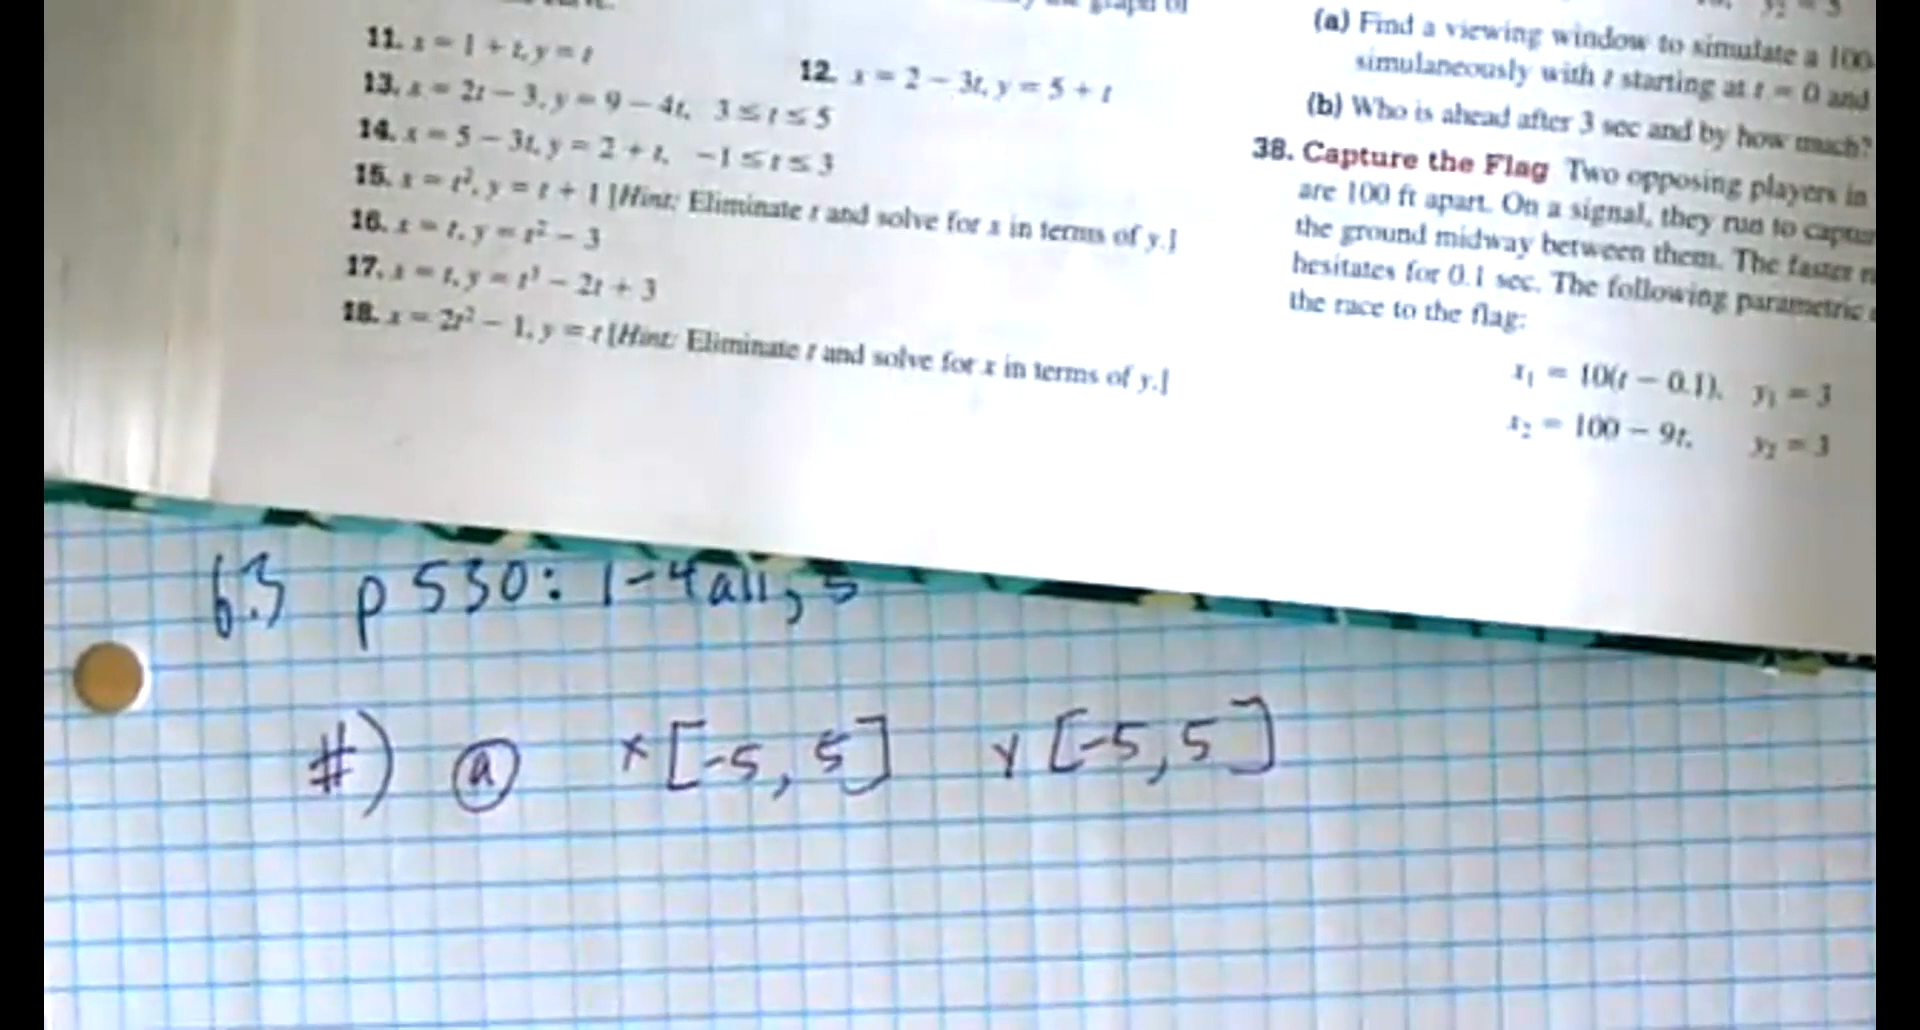 graph of
11. x = 1 + t, y = t
12. x = 2 − 3t, y = 5 + t
13. x = 2t − 3, y = 9 − 4t, 3 ≤ t ≤ 5
14. x = 5 − 3t, y = 2 + t, −1 ≤ t ≤ 3
15. x = t², y = t + 1 [Hint: Eliminate t and solve for x in terms of y.]
16. x = t, y = t² − 3
17. x = t, y = t³ − 2t + 3
18. x = 2t² − 1, y = t [Hint: Eliminate t and solve for x in terms of y.]
(a) Find a viewing window to simulate a 100-
simulaneously with t starting at t = 0 and
(b) Who is ahead after 3 sec and by how much?
38. Capture the Flag Two opposing players in
are 100 ft apart. On a signal, they run to captur
the ground midway between them. The faster
hesitates for 0.1 sec. The following parametric
the race to the flag:
x₁ = 10(t − 0.1), y₁ = 3
x₂ = 100 − 9t, y₂ = 3
6.3 p 530: 1-4 all, 5
#) (a) x [-5, 5] y [-5, 5]